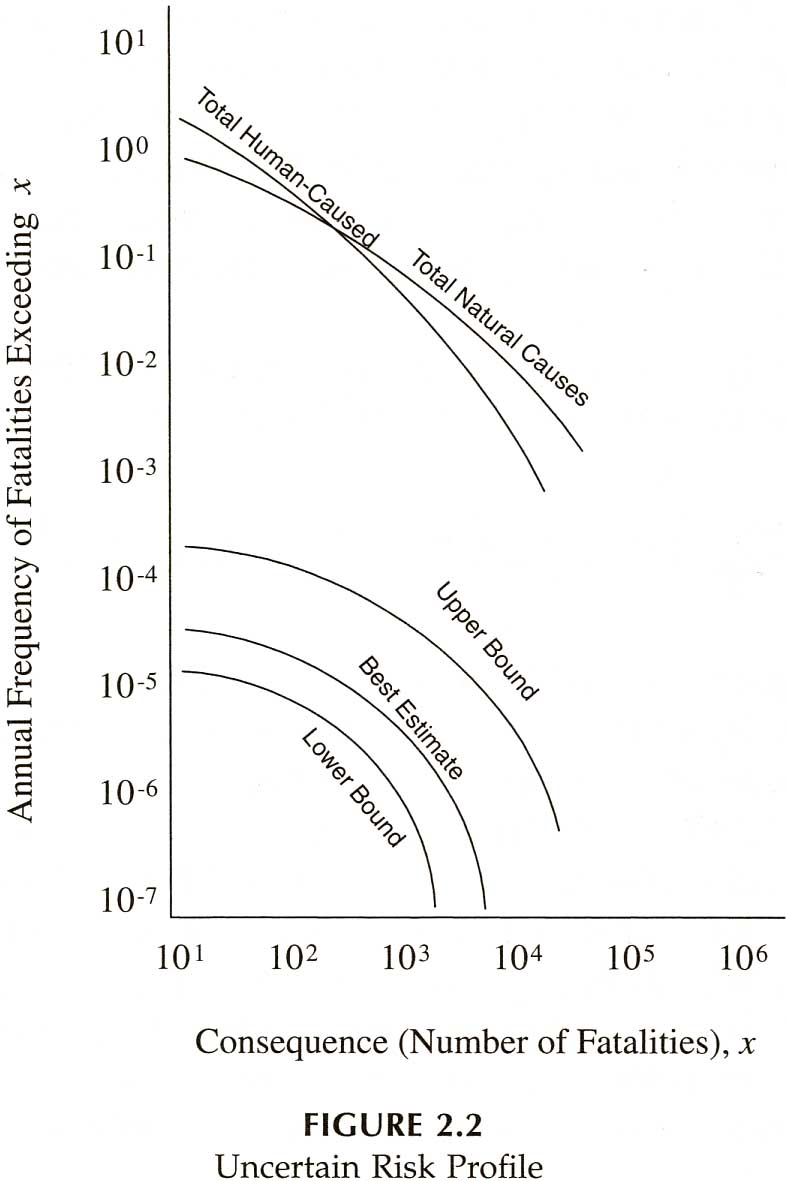 10¹
10⁰
10⁻¹
10⁻²
10⁻³
10⁻⁴
10⁻⁵
10⁻⁶
10⁻⁷
Annual Frequency of Fatalities Exceeding x
Total Human-Caused
Total Natural Causes
Upper Bound
Best Estimate
Lower Bound
10¹ 10² 10³ 10⁴ 10⁵ 10⁶
Consequence (Number of Fatalities), x
FIGURE 2.2
Uncertain Risk Profile